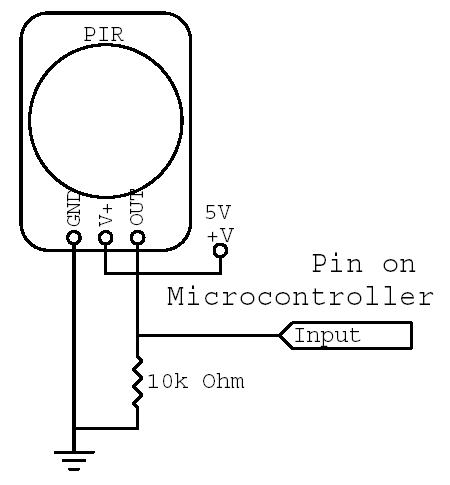 PIR
GND
V+
OUT
5V
+V
Pin on
Microcontroller
Input
10k Ohm